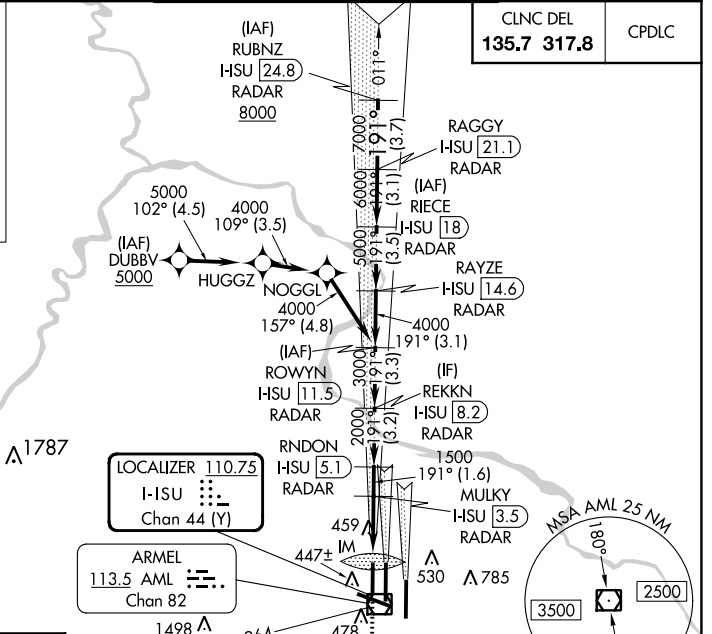 CLNC DEL
135.7 317.8
CPDLC
(IAF)
RUBNZ
I-ISU 24.8
RADAR
8000
011°
7000
191°
(3.7)
RAGGY
I-ISU 21.1
RADAR
6000
191°
(3.1)
(IAF)
RIECE
I-ISU 18
RADAR
5000
102° (4.5)
4000
109° (3.5)
(IAF)
DUBBV
5000
HUGGZ
NOGGL
4000
157° (4.8)
5000
191°
(3.5)
RAYZE
I-ISU 14.6
RADAR
4000
191° (3.1)
(IAF)
ROWYN
I-ISU 11.5
RADAR
3000
191°
(3.3)
(IF)
REKKN
I-ISU 8.2
RADAR
2000
191°
(3.2)
RNDON
I-ISU 5.1
RADAR
1500
191° (1.6)
MULKY
I-ISU 3.5
RADAR
1787
LOCALIZER 110.75
I-ISU
Chan 44 (Y)
459
IM
447±
530
785
ARMEL
113.5 AML
Chan 82
1498
478
MSA AML 25 NM
180°
3500
2500